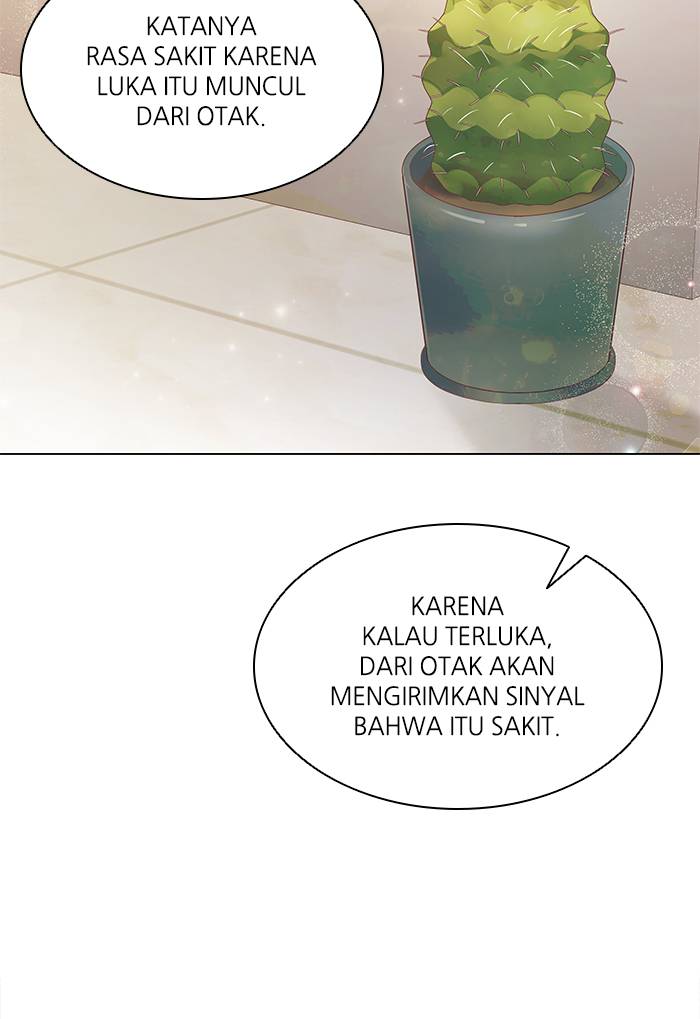 KATANYA
RASA SAKIT KARENA
LUKA ITU MUNCUL
DARI OTAK.
KARENA
KALAU TERLUKA,
DARI OTAK AKAN
MENGIRIMKAN SINYAL
BAHWA ITU SAKIT.